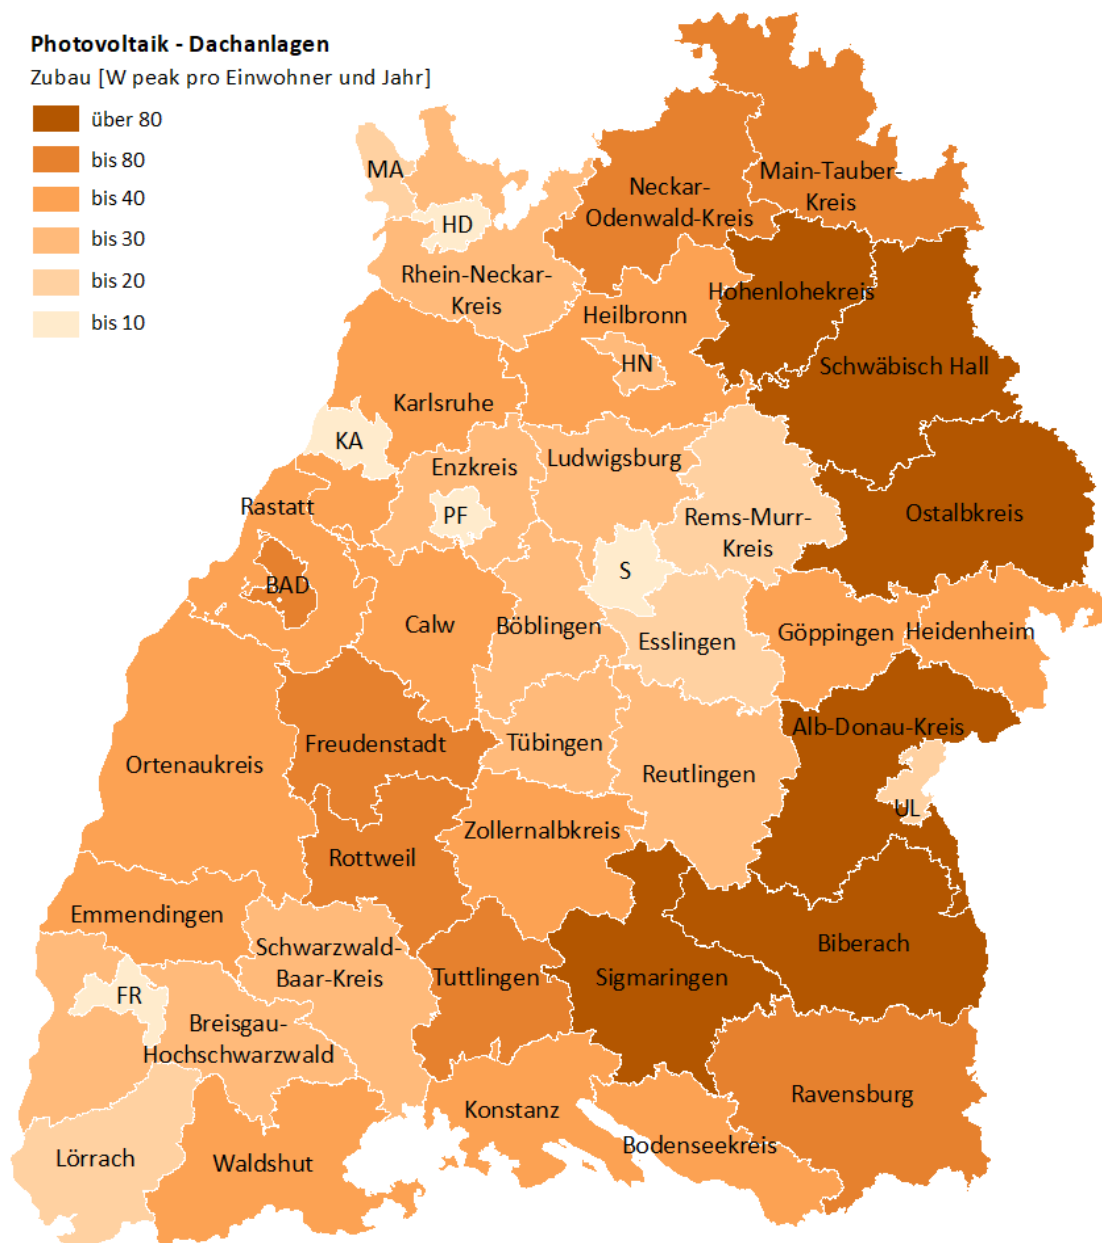 Photovoltaik - Dachanlagen
Zubau [W peak pro Einwohner und Jahr]
über 80
bis 80
bis 40
bis 30
bis 20
bis 10
MA
HD
Rhein-Neckar-
Kreis
Neckar-
Odenwald-Kreis
Main-Tauber-
Kreis
Hohenlohekreis
Heilbronn
HN
Schwäbisch Hall
Karlsruhe
KA
Enzkreis
Ludwigsburg
PF
Rastatt
Rems-Murr-
Kreis
Ostalbkreis
S
BAD
Calw
Böblingen
Esslingen
Göppingen
Heidenheim
Alb-Donau-Kreis
Freudenstadt
Tübingen
Ortenaukreis
Reutlingen
UL
Zollernalbkreis
Rottweil
Emmendingen
Schwarzwald-
Baar-Kreis
Tuttlingen
Sigmaringen
Biberach
FR
Breisgau-
Hochschwarzwald
Konstanz
Ravensburg
Bodenseekreis
Lörrach
Waldshut